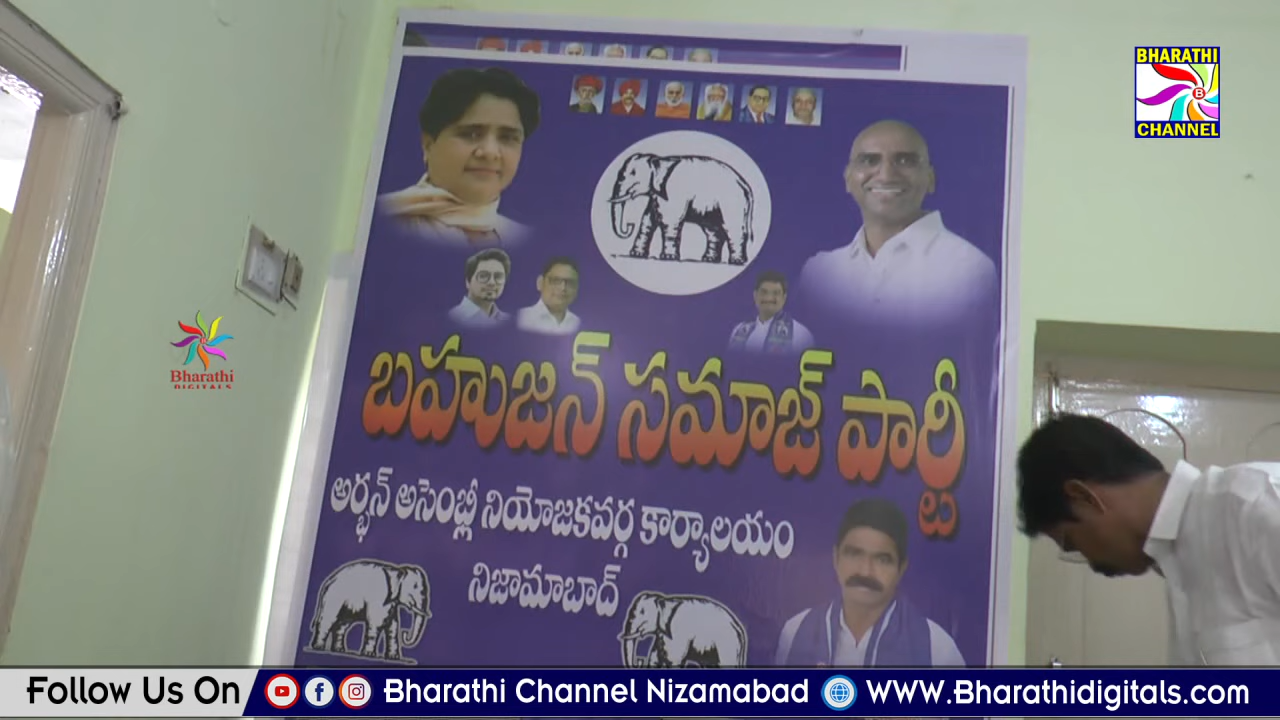 BHARATHI
B
CHANNEL
Bharathi
DIGITALS
బహుజన్ సమాజ్ పార్టీ
అర్భన్ అసెంబ్లీ నియోజకవర్గ కార్యాలయం
నిజామాబాద్
Follow Us On Bharathi Channel Nizamabad WWW.Bharathidigitals.com